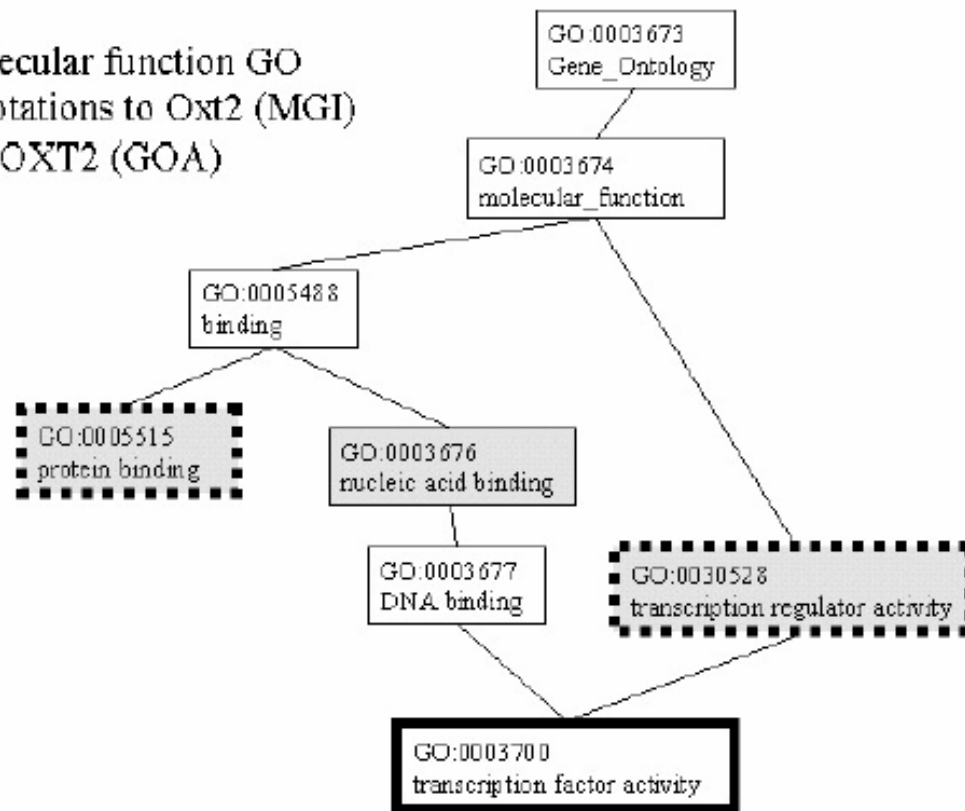 ecular function GO
otations to Oxt2 (MGI)
OXT2 (GOA)
GO:0003673
Gene_Ontology
GO:0003674
molecular_function
GO:0005488
binding
GO:0005515
protein binding
GO:0003676
nucleic acid binding
GO:0003677
DNA binding
GO:0030528
transcription regulator activity
GO:0003700
transcription factor activity